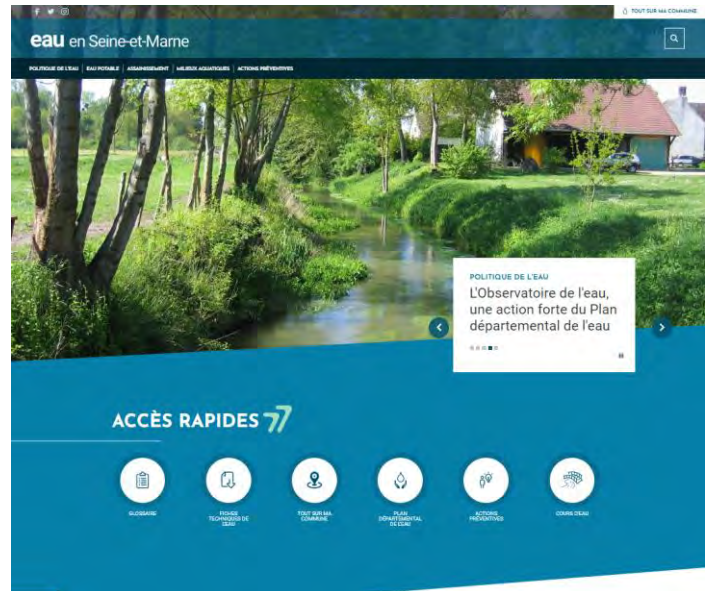 TOUT SUR MA COMMUNE
eau en Seine-et-Marne
POLITIQUE DE L'EAU | EAU POTABLE | ASSAINISSEMENT | MILIEUX AQUATIQUES | ACTIONS PRÉVENTIVES
POLITIQUE DE L'EAU
L'Observatoire de l'eau,
une action forte du Plan
départemental de l'eau
ACCÈS RAPIDES 77
GLOSSAIRE
FICHES
TECHNIQUES DE
L'EAU
TOUT SUR MA
COMMUNE
PLAN
DÉPARTEMENTAL
DE L'EAU
ACTIONS
PRÉVENTIVES
COURS D'EAU